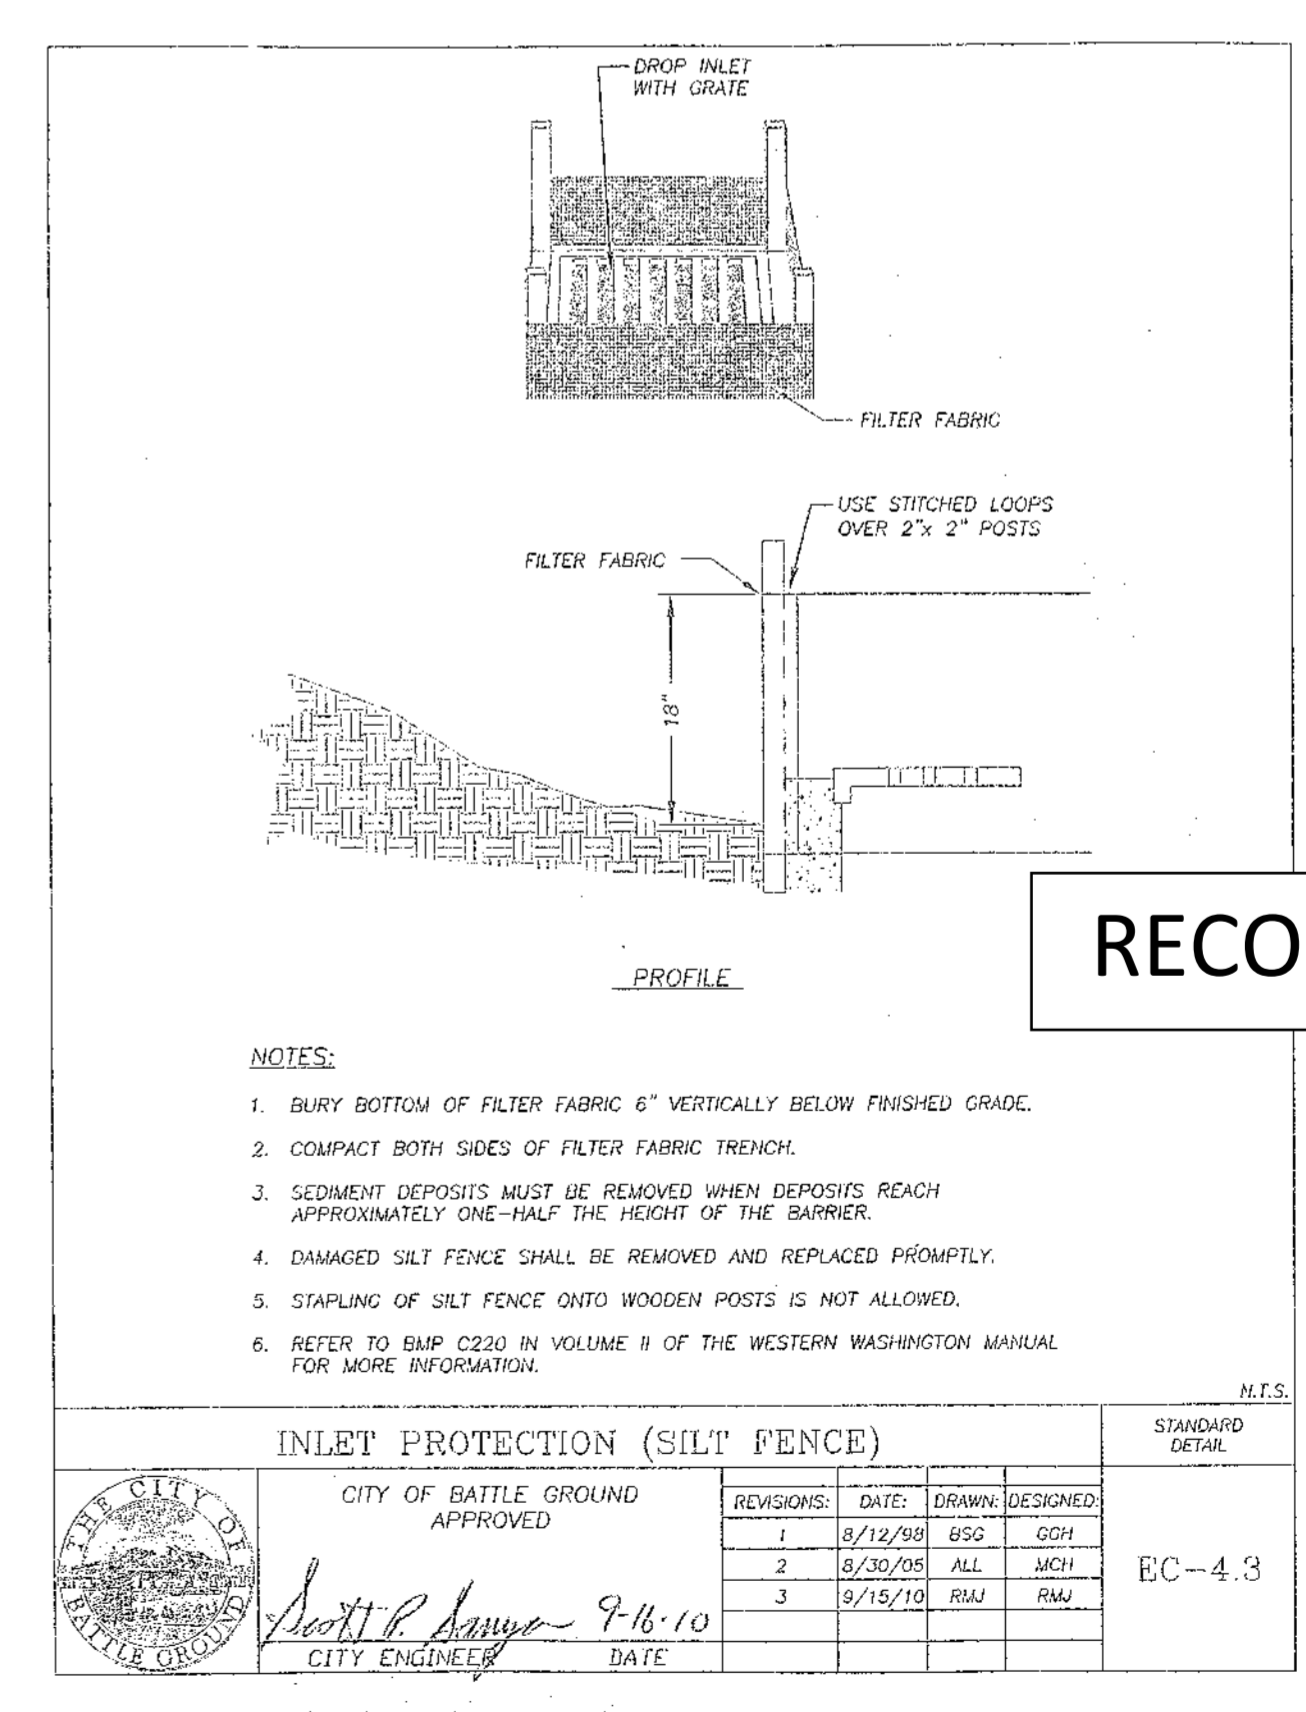 DROP INLET
WITH GRATE
FILTER FABRIC
USE STITCHED LOOPS
OVER 2"x 2" POSTS
FILTER FABRIC
18"
RECO
PROFILE
NOTES:
1. BURY BOTTOM OF FILTER FABRIC 6" VERTICALLY BELOW FINISHED GRADE.
2. COMPACT BOTH SIDES OF FILTER FABRIC TRENCH.
3. SEDIMENT DEPOSITS MUST BE REMOVED WHEN DEPOSITS REACH
APPROXIMATELY ONE-HALF THE HEIGHT OF THE BARRIER.
4. DAMAGED SILT FENCE SHALL BE REMOVED AND REPLACED PROMPTLY.
5. STAPLING OF SILT FENCE ONTO WOODEN POSTS IS NOT ALLOWED.
6. REFER TO BMP C220 IN VOLUME II OF THE WESTERN WASHINGTON MANUAL
FOR MORE INFORMATION.
N.T.S.
INLET PROTECTION (SILT FENCE)
STANDARD
DETAIL
THE CITY OF
BATTLE GROUND
CITY OF BATTLE GROUND
APPROVED
Scott P. 9-16-10
CITY ENGINEER DATE
REVISIONS: DATE: DRAWN: DESIGNED:
1 8/12/98 BSG GGH
2 8/30/05 ALL MCH
3 9/15/10 RMJ RMJ
EC-4.3